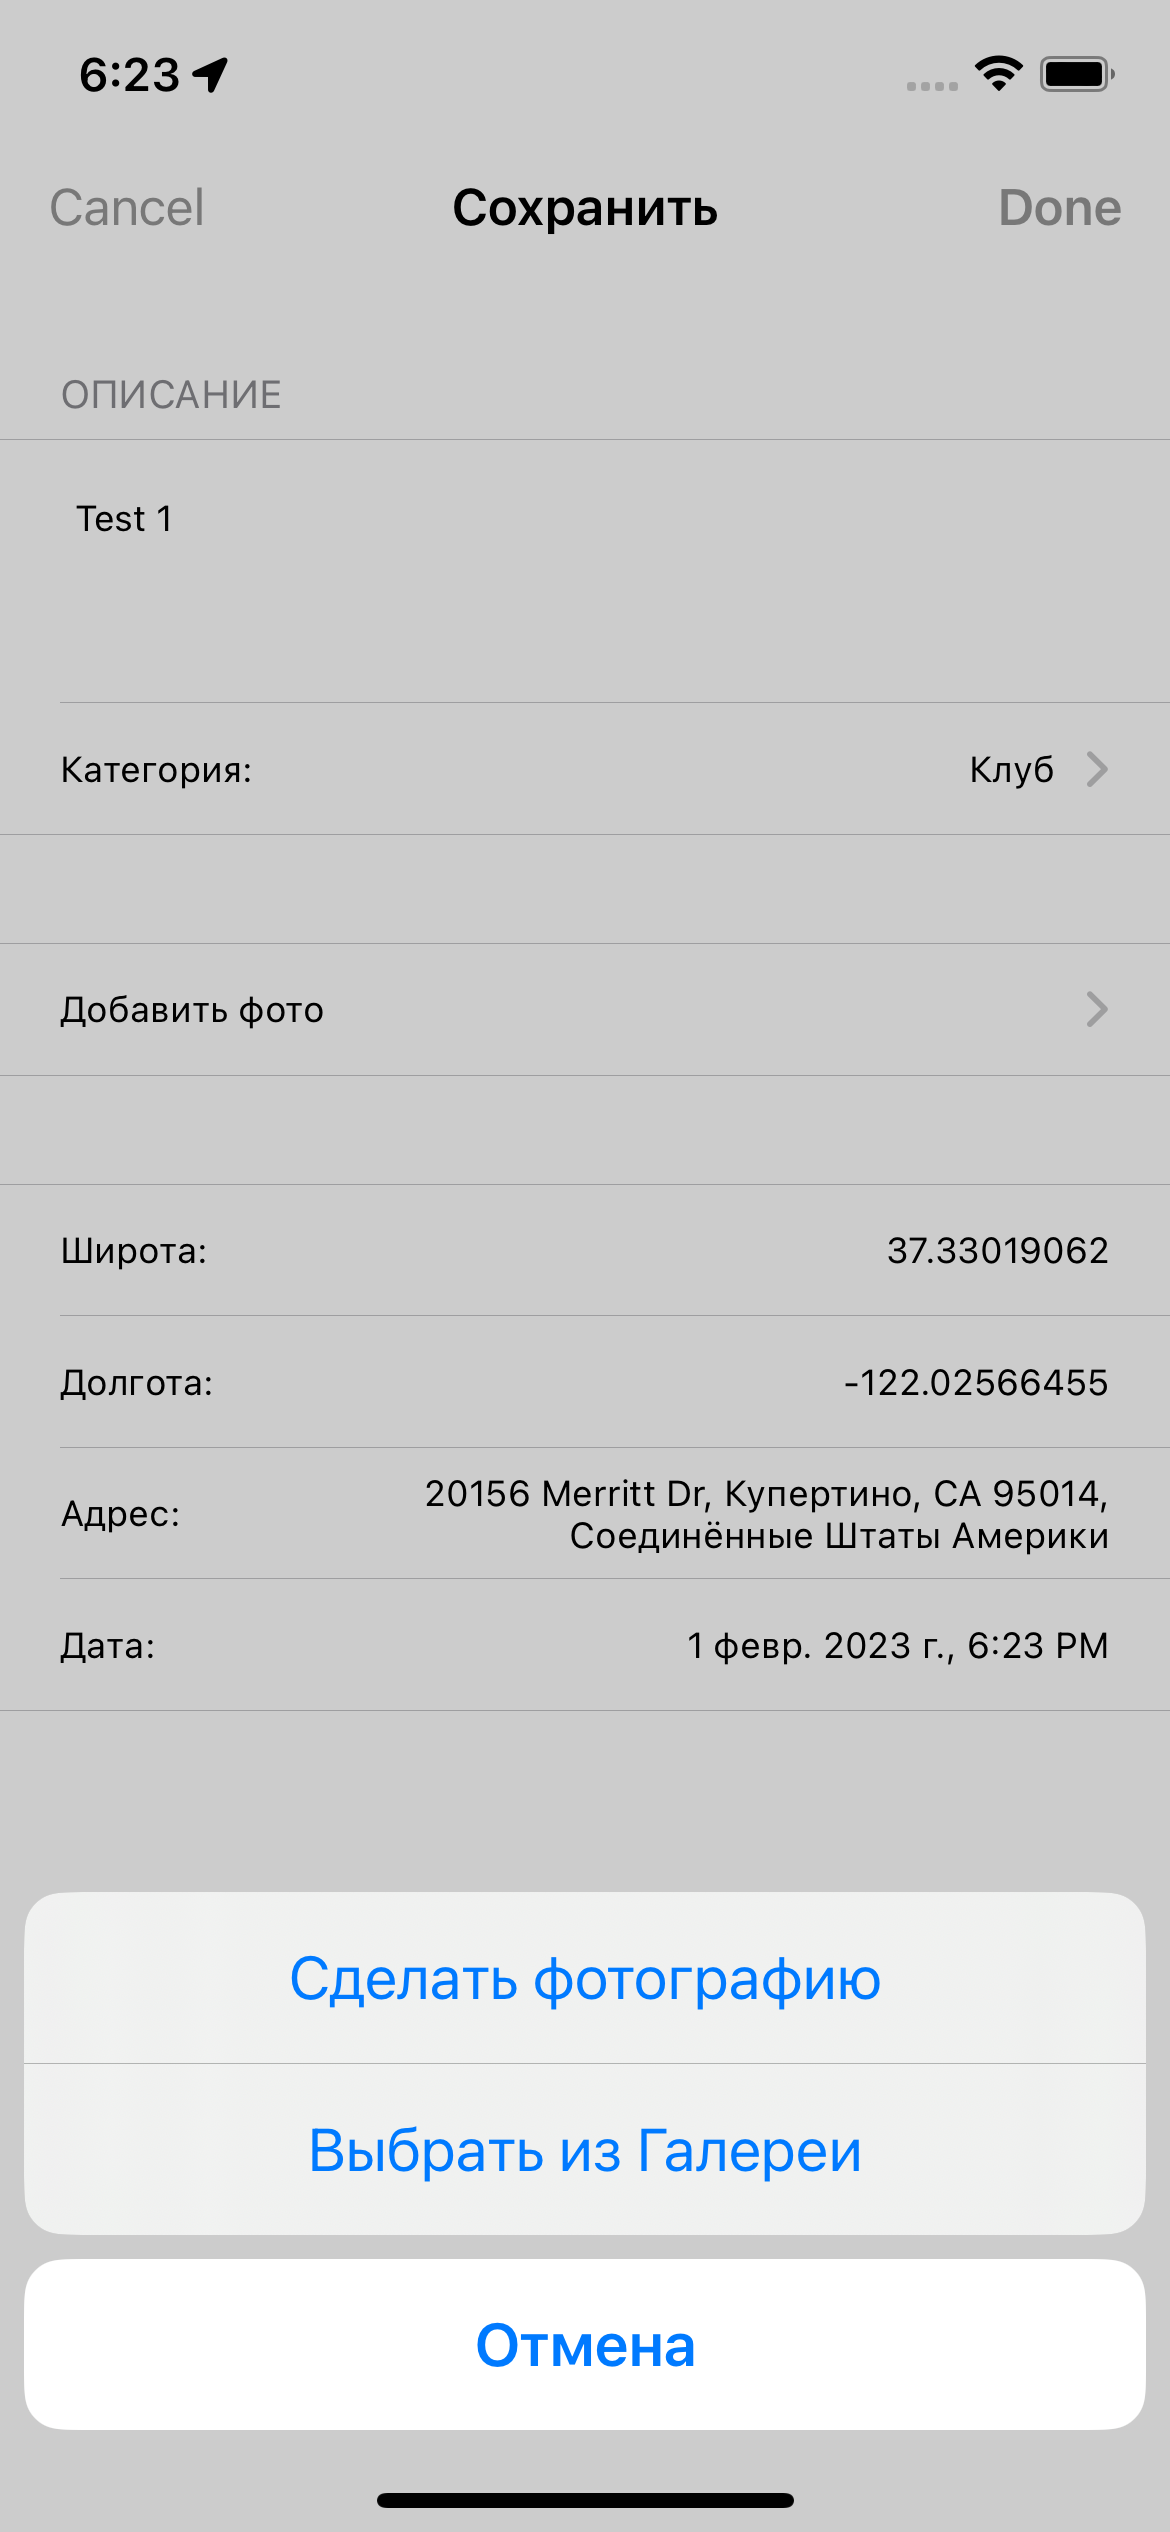 6:23
Cancel Сохранить Done
ОПИСАНИЕ
Test 1
Категория: Клуб
Добавить фото
Широта: 37.33019062
Долгота: -122.02566455
Адрес: 20156 Merritt Dr, Купертино, CA 95014,
Соединённые Штаты Америки
Дата: 1 февр. 2023 г., 6:23 PM
Сделать фотографию
Выбрать из Галереи
Отмена